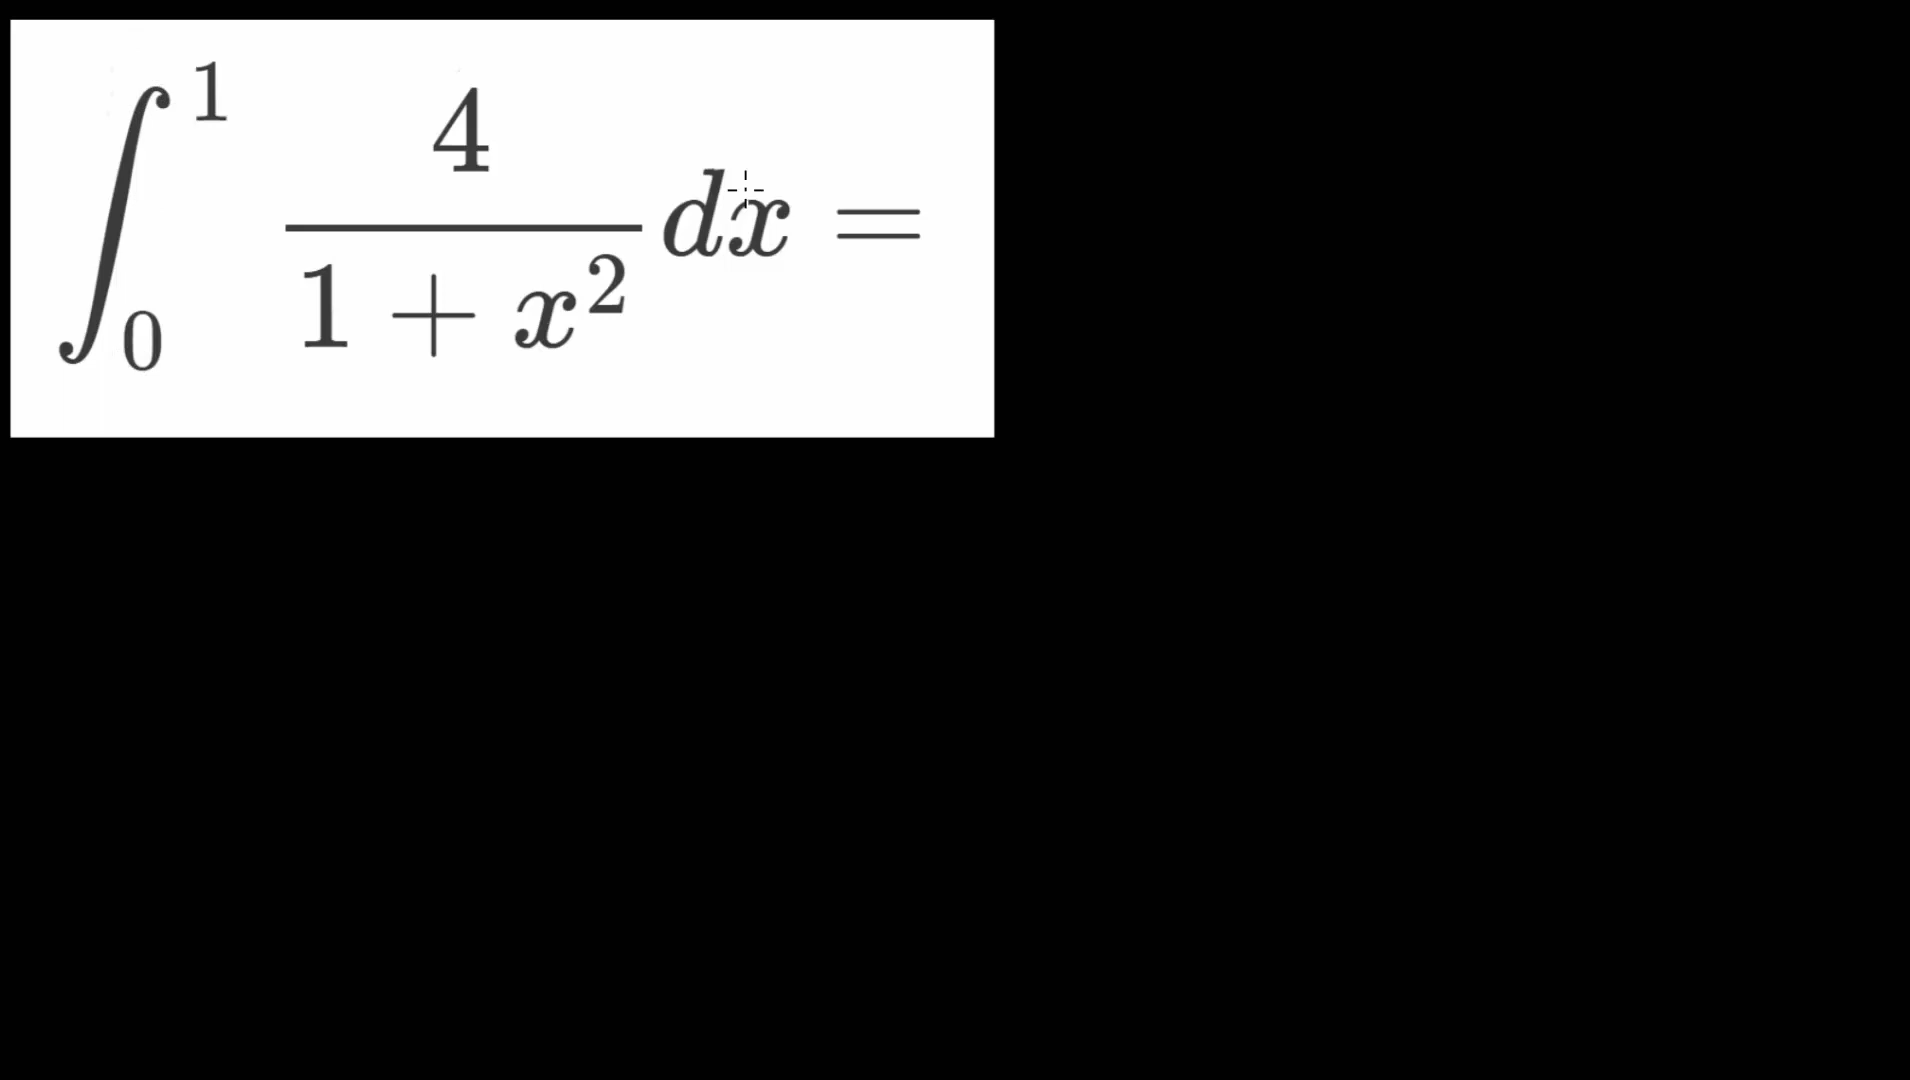 ∫₀¹ 4/(1 + x²) dx =